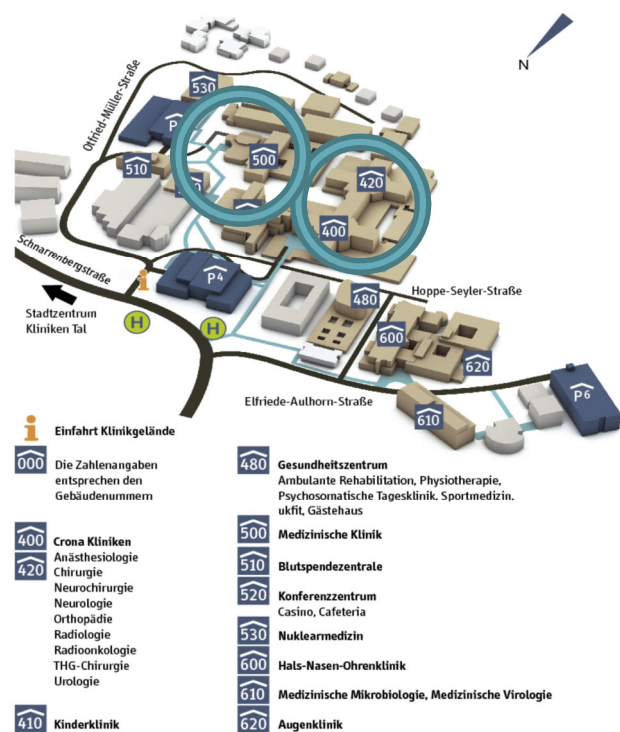 N
530
Otfried-Müller-Straße
P
510
500
420
400
Schnarrenbergstraße
P4
480
Hoppe-Seyler-Straße
Stadtzentrum
Kliniken Tal
H
H
600
620
Elfriede-Aulhorn-Straße
610
P6
i Einfahrt Klinikgelände
000 Die Zahlenangaben
entsprechen den
Gebäudenummern
400 Crona Kliniken
420 Anästhesiologie
Chirurgie
Neurochirurgie
Neurologie
Orthopädie
Radiologie
Radioonkologie
THG-Chirurgie
Urologie
410 Kinderklinik
480 Gesundheitszentrum
Ambulante Rehabilitation, Physiotherapie,
Psychosomatische Tagesklinik, Sportmedizin,
ukfit, Gästehaus
500 Medizinische Klinik
510 Blutspendezentrale
520 Konferenzzentrum
Casino, Cafeteria
530 Nuklearmedizin
600 Hals-Nasen-Ohrenklinik
610 Medizinische Mikrobiologie, Medizinische Virologie
620 Augenklinik